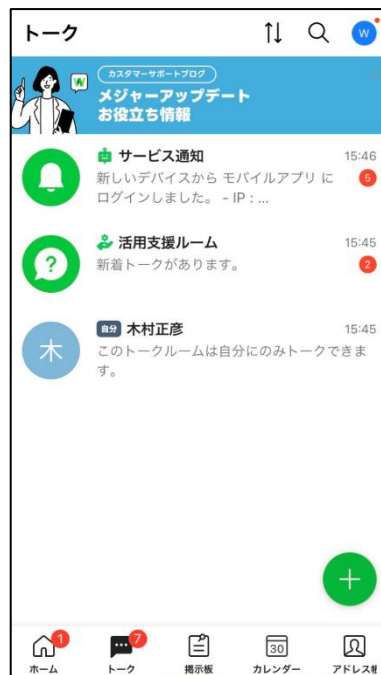 トーク
W
カスタマーサポートブログ
メジャーアップデート
お役立ち情報
サービス通知 15:46
新しいデバイスから モバイルアプリ に 5
ログインしました。 - IP : ...
活用支援ルーム 15:45
新着トークがあります。 2
木 自分 木村正彦 15:45
このトークルームは自分にのみトークできま
す。
1 7 30
ホーム トーク 掲示板 カレンダー アドレス帳